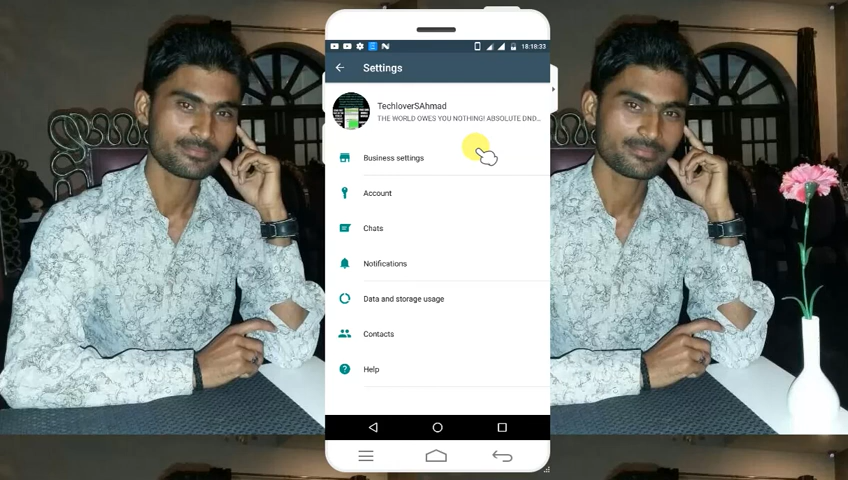 18:18:33
Settings
TechloverSAhmad
THE WORLD OWES YOU NOTHING! ABSOLUTE DND...
Business settings
Account
Chats
Notifications
Data and storage usage
Contacts
Help